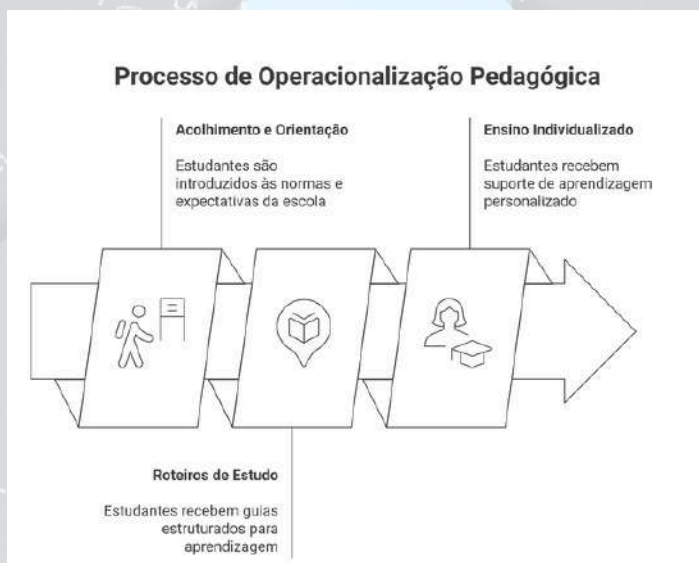 Processo de Operacionalização Pedagógica
Acolhimento e Orientação
Estudantes são
introduzidos às normas e
expectativas da escola
Ensino Individualizado
Estudantes recebem
suporte de aprendizagem
personalizado
Roteiros de Estudo
Estudantes recebem guias
estruturados para
aprendizagem